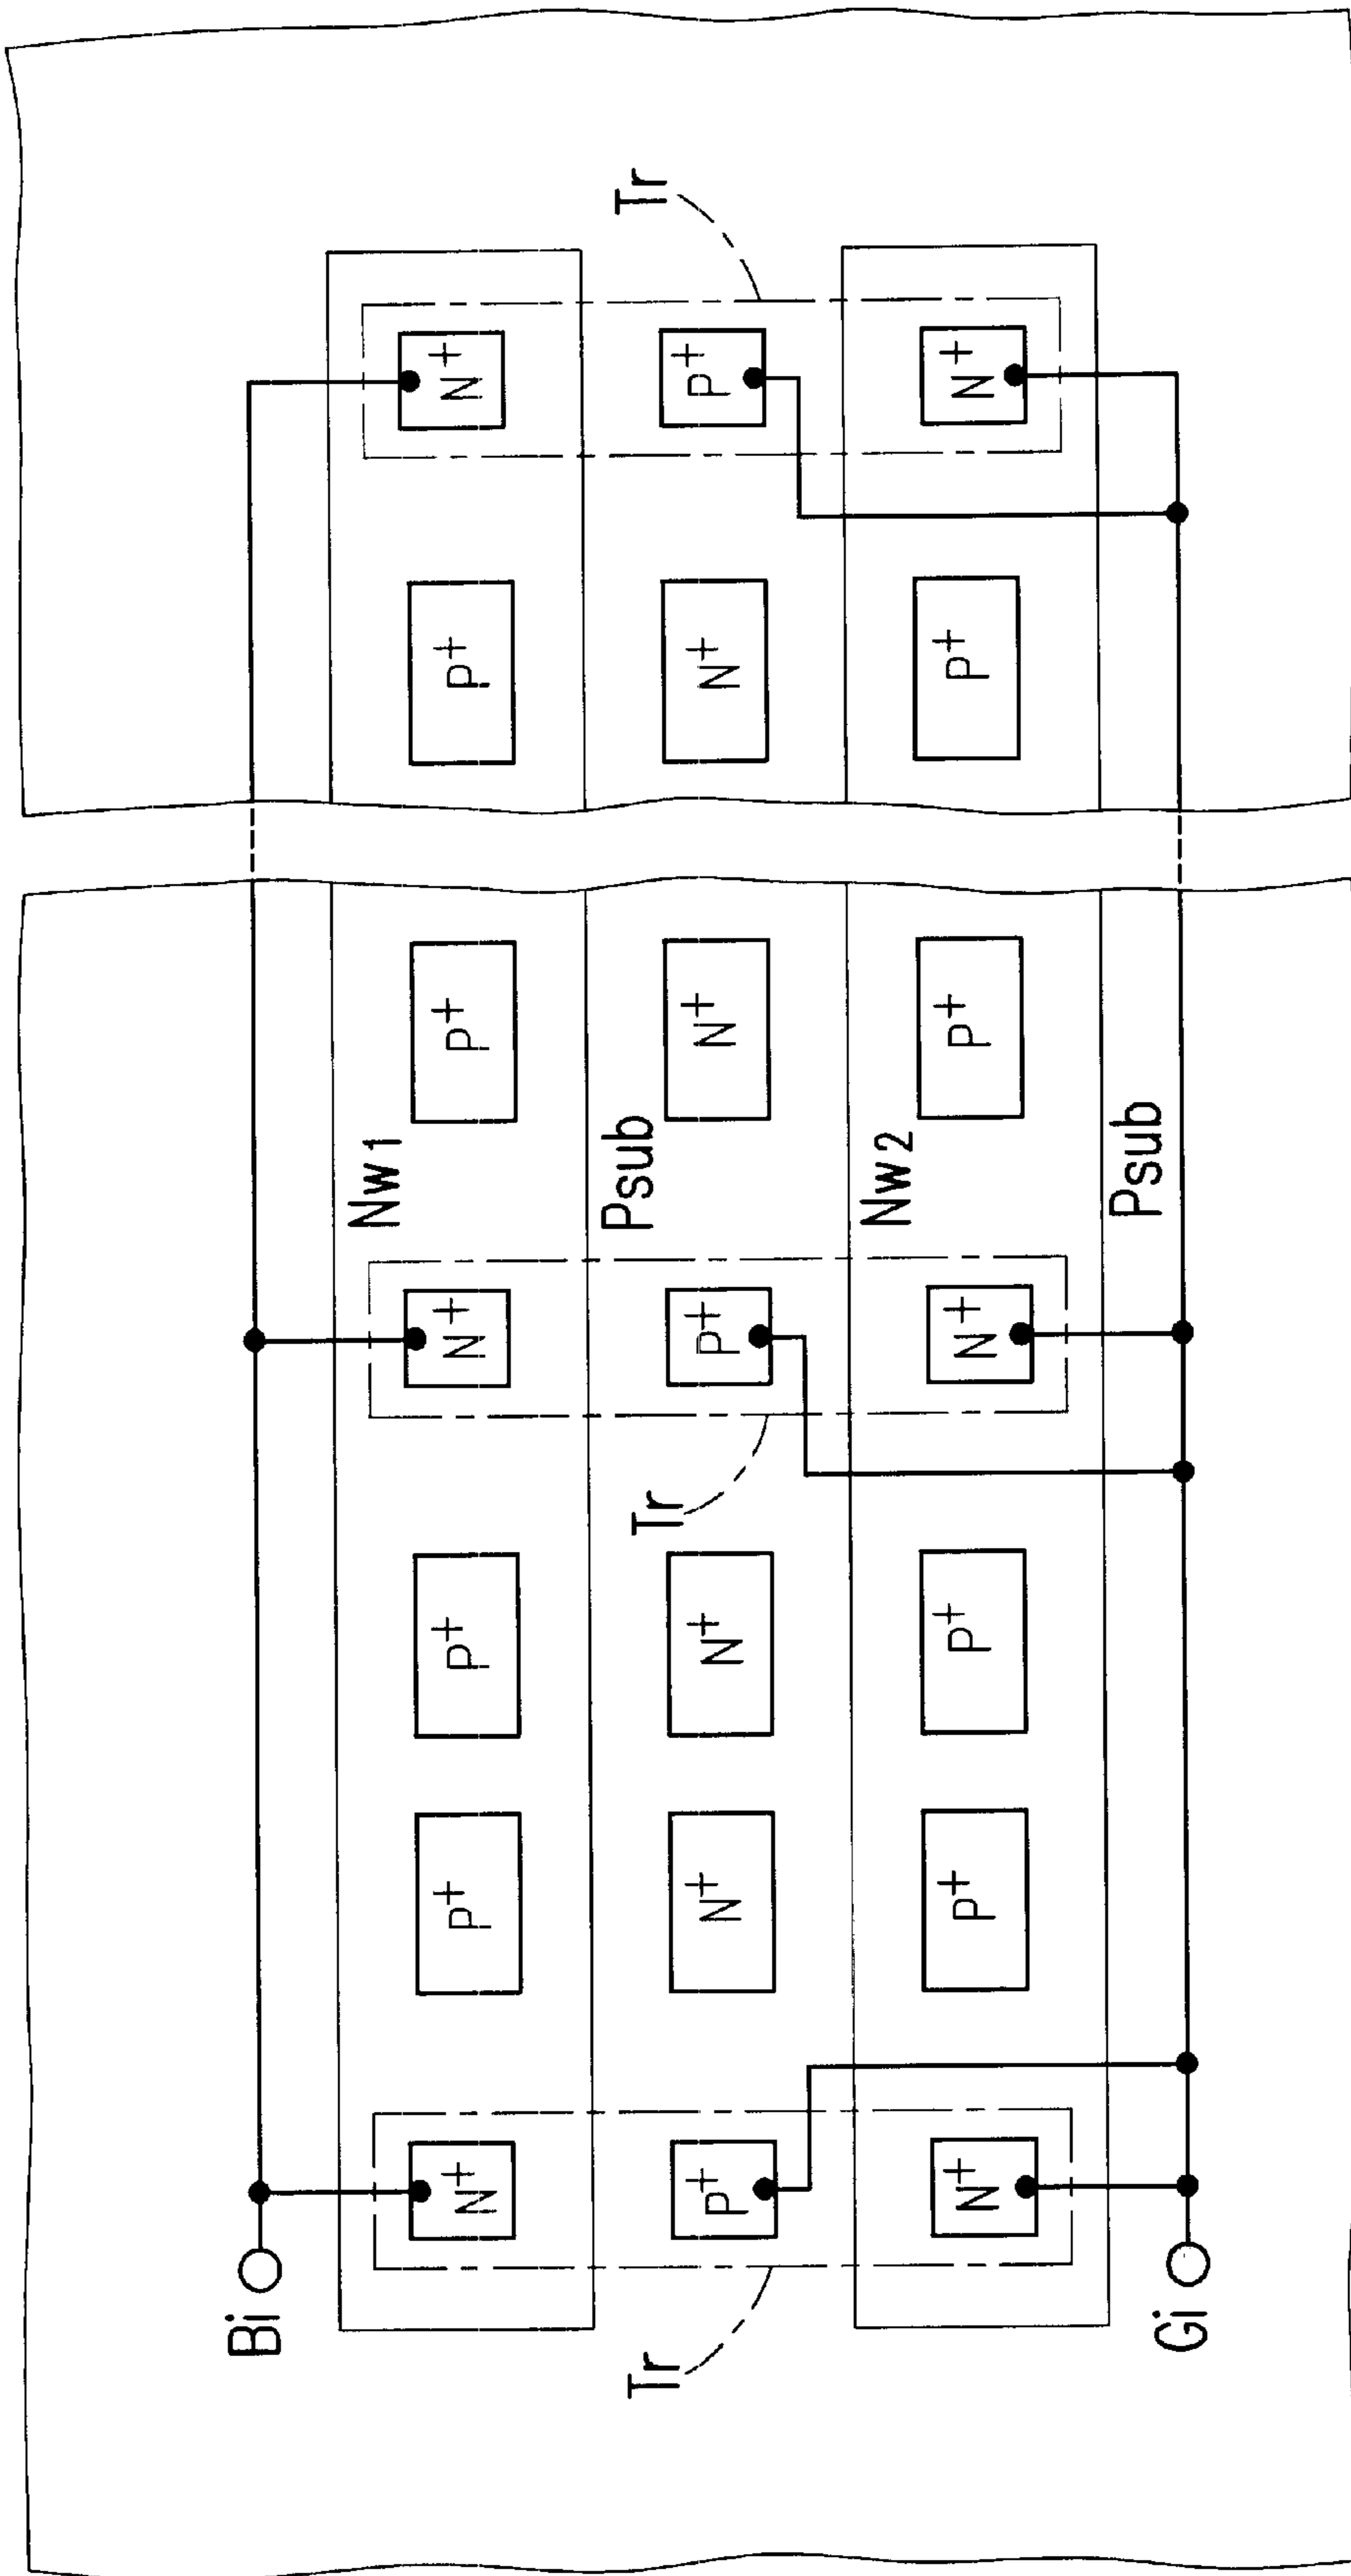 Bi
Nw1
N+ P+ P+ N+ P+ P+ N+
Tr Tr Psub Tr
P+ N+ N+ P+ N+ N+ P+
Nw2
N+ P+ P+ N+ P+ P+ N+
Psub
Gi